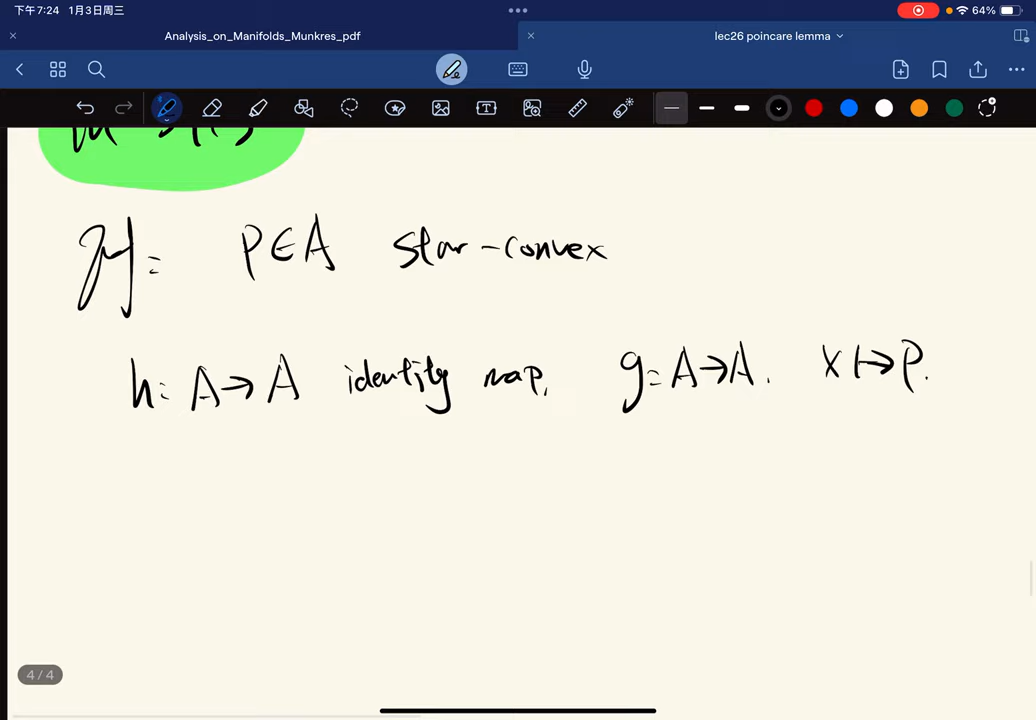 下午7:24 1月3日周三
64%
Analysis_on_Manifolds_Munkres_pdf
lec26 poincare lemma
pf: P∈A star-convex
h: A→A identity map. g: A→A. x↦P.
4 / 4